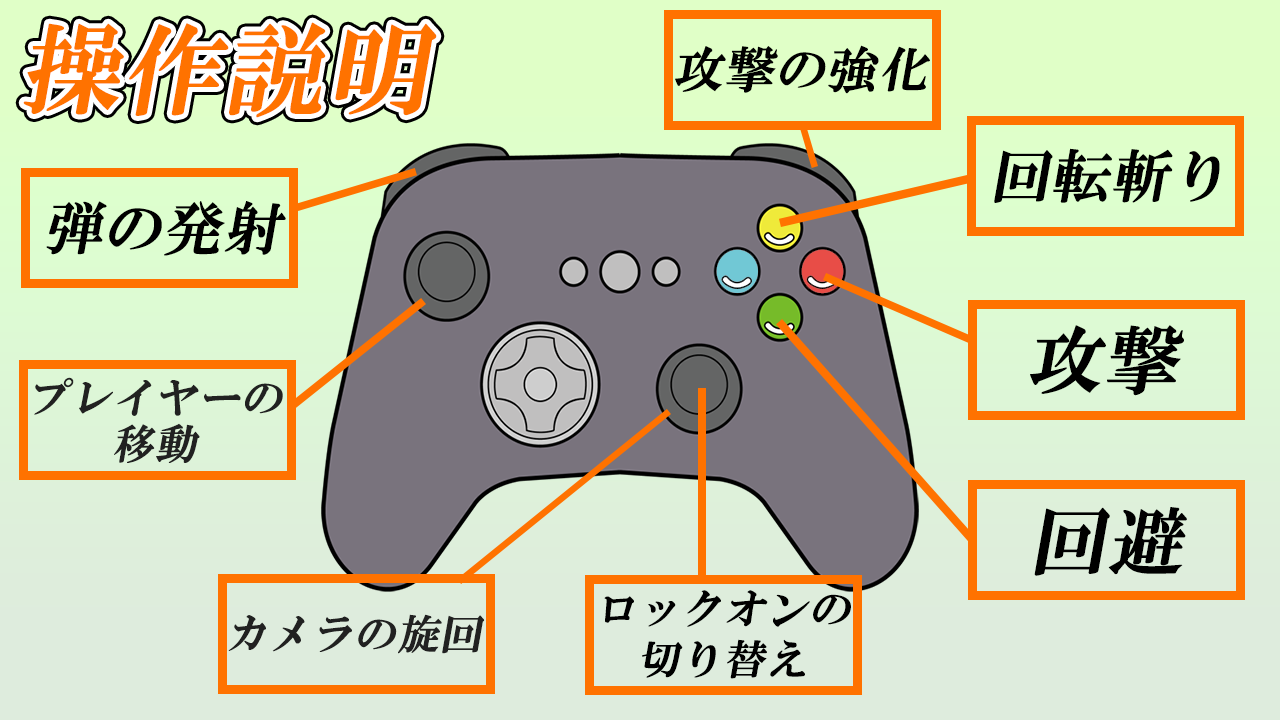 操作説明
攻撃の強化
回転斬り
弾の発射
攻撃
プレイヤーの
移動
回避
カメラの旋回
ロックオンの
切り替え